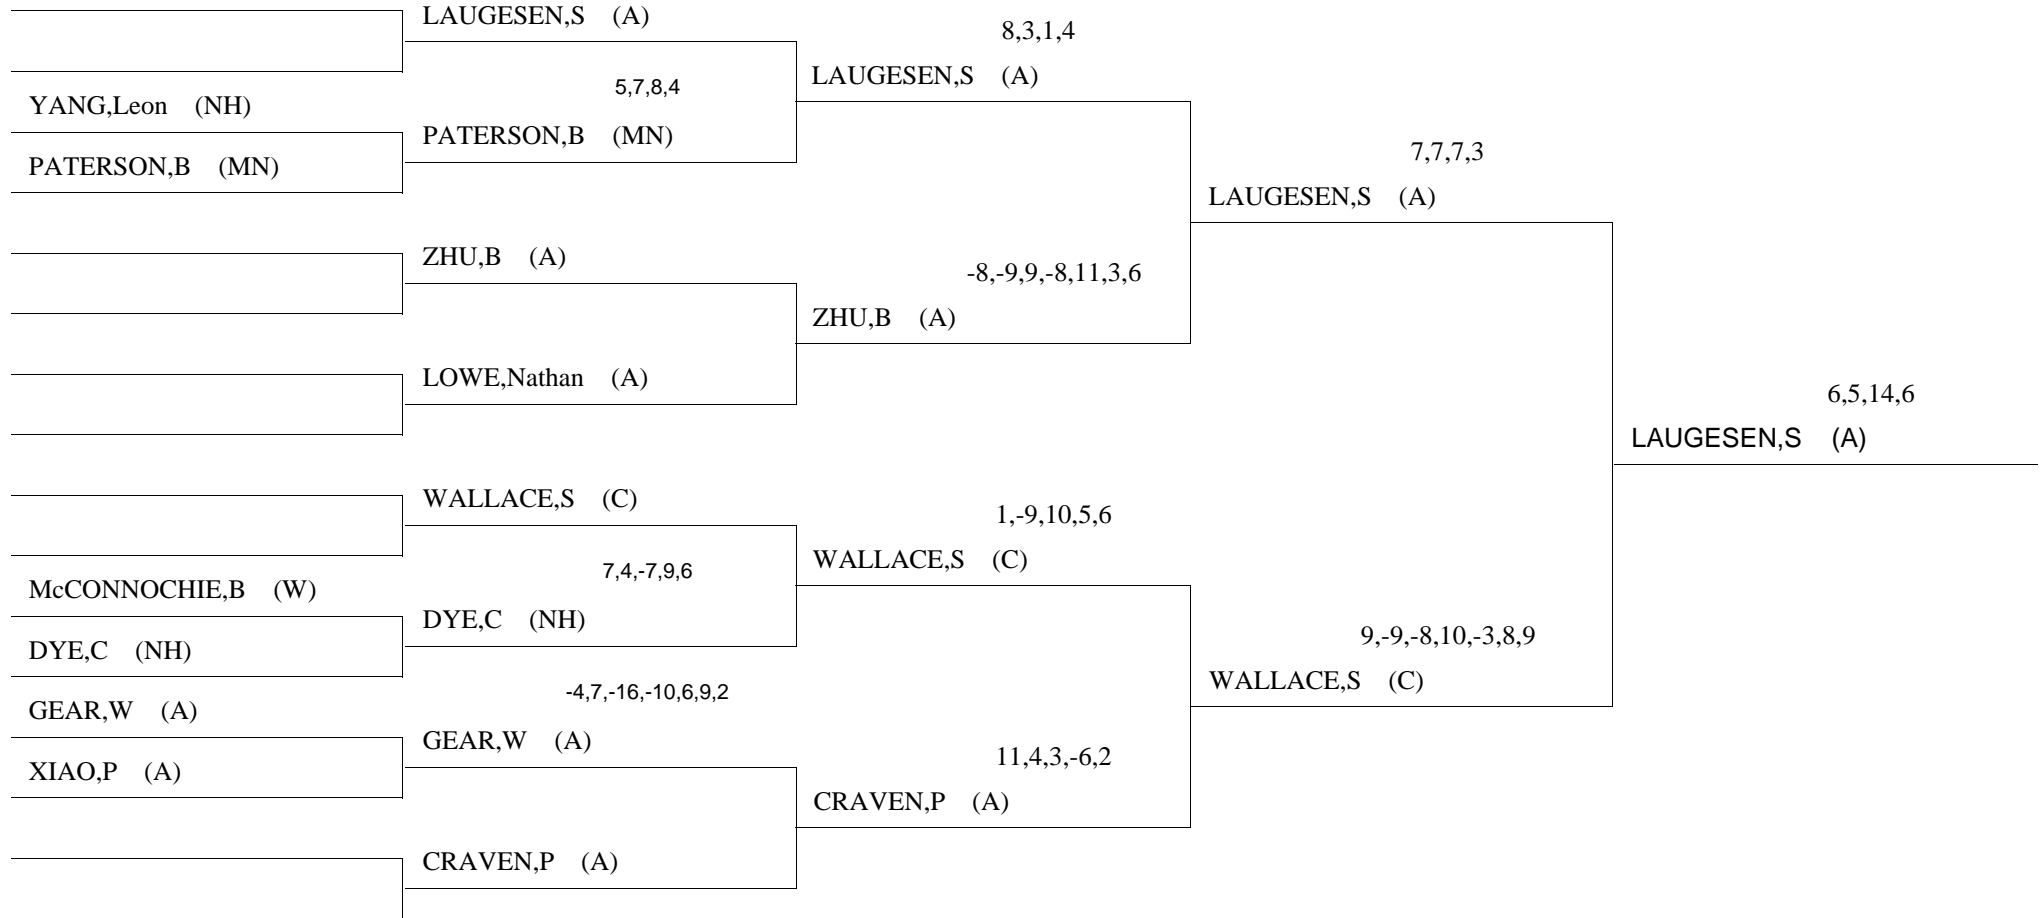 LAUGESEN,S (A)
8,3,1,4
LAUGESEN,S (A)
5,7,8,4
YANG,Leon (NH)
PATERSON,B (MN)
7,7,7,3
PATERSON,B (MN)
LAUGESEN,S (A)
ZHU,B (A)
-8,-9,9,-8,11,3,6
ZHU,B (A)
LOWE,Nathan (A)
6,5,14,6
LAUGESEN,S (A)
WALLACE,S (C)
1,-9,10,5,6
WALLACE,S (C)
7,4,-7,9,6
McCONNOCHIE,B (W)
DYE,C (NH)
9,-9,-8,10,-3,8,9
DYE,C (NH)
WALLACE,S (C)
-4,7,-16,-10,6,9,2
GEAR,W (A)
GEAR,W (A)
11,4,3,-6,2
XIAO,P (A)
CRAVEN,P (A)
CRAVEN,P (A)